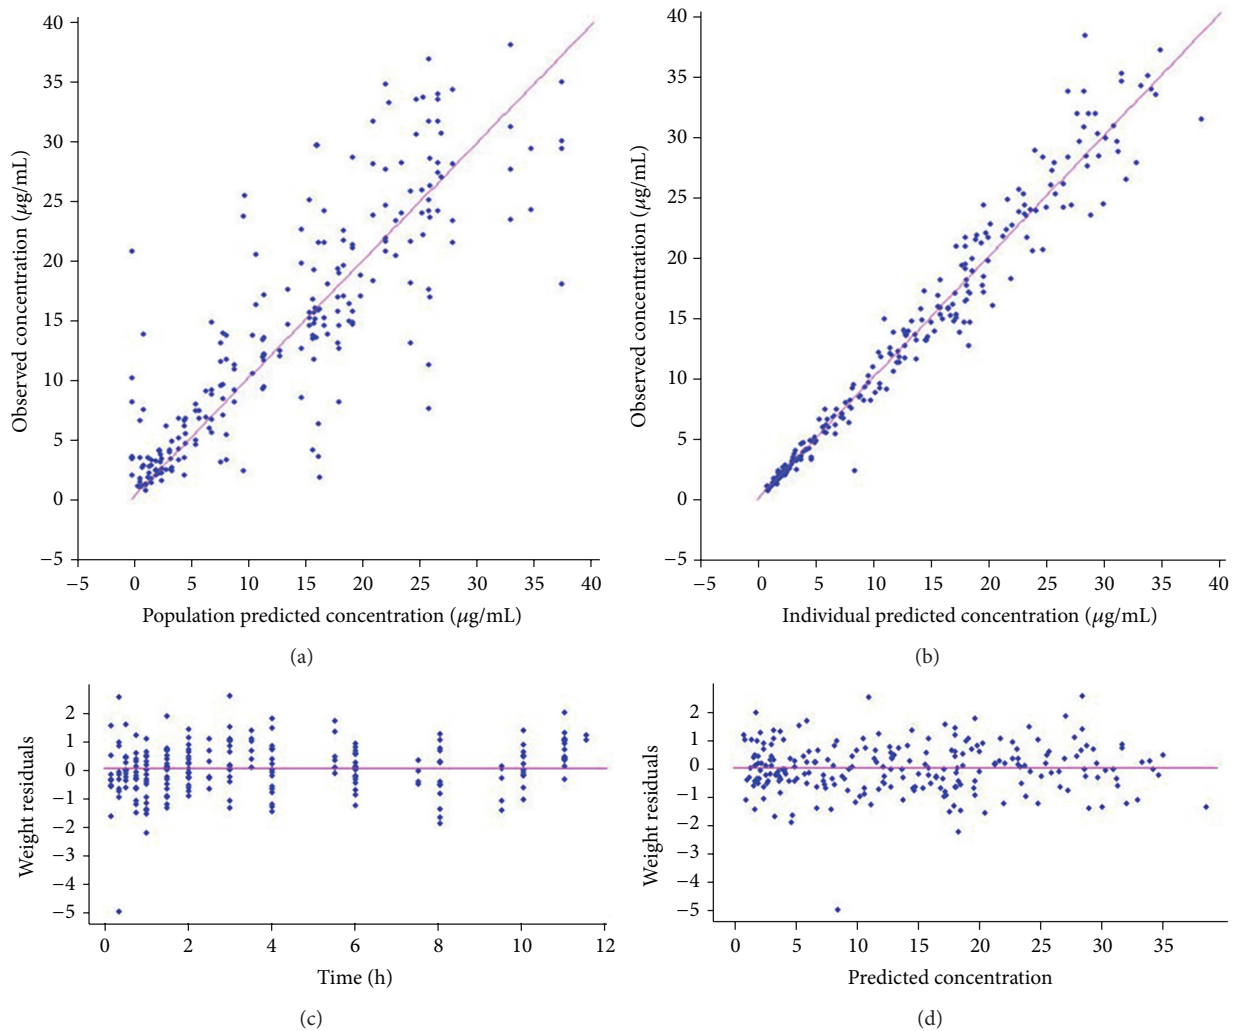 40
35
30
25
20
15
10
5
0
−5
Observed concentration (μg/mL)
−5 0 5 10 15 20 25 30 35 40
Population predicted concentration (μg/mL)
(a)
40
35
30
25
20
15
10
5
0
−5
Observed concentration (μg/mL)
−5 0 5 10 15 20 25 30 35 40
Individual predicted concentration (μg/mL)
(b)
2
1
0
−1
−2
−3
−4
−5
Weight residuals
0 2 4 6 8 10 12
Time (h)
(c)
2
1
0
−1
−2
−3
−4
−5
Weight residuals
0 5 10 15 20 25 30 35
Predicted concentration
(d)